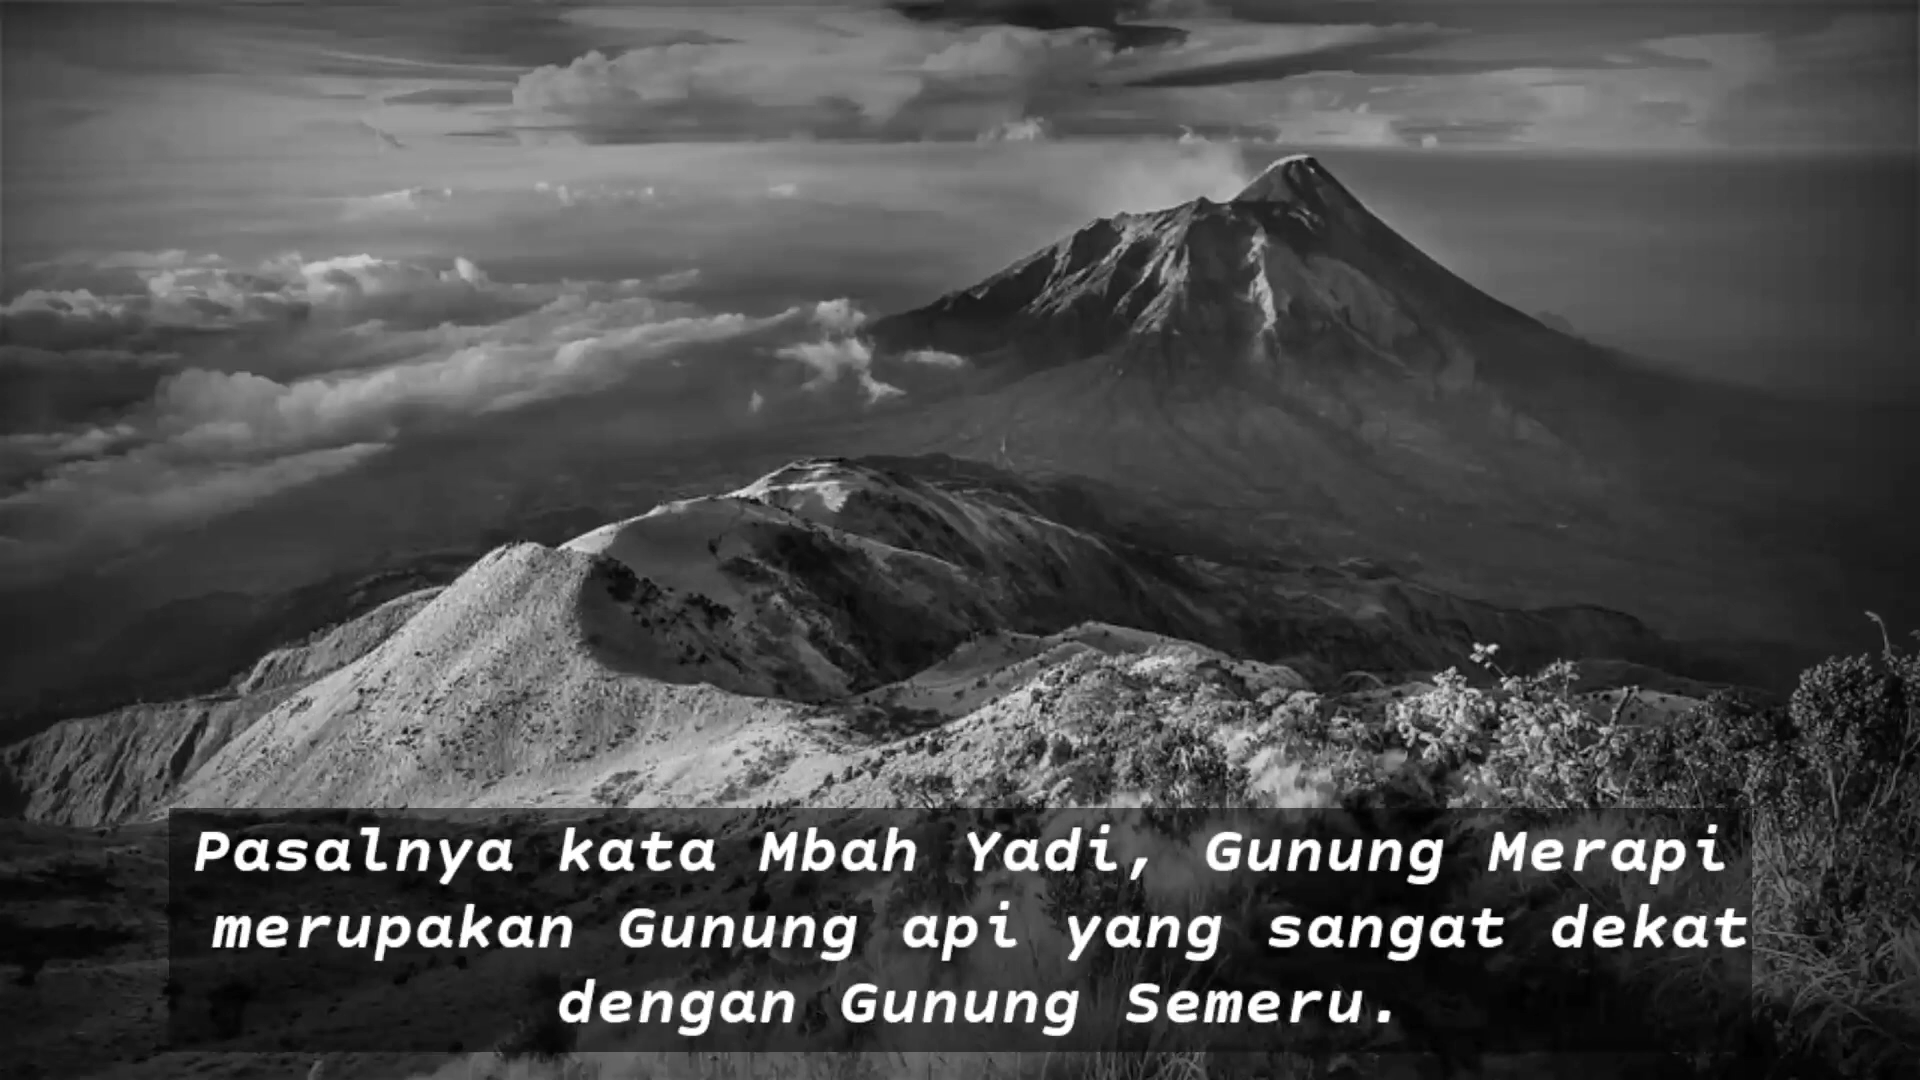 Pasalnya kata Mbah Yadi, Gunung Merapi
merupakan Gunung api yang sangat dekat
dengan Gunung Semeru.